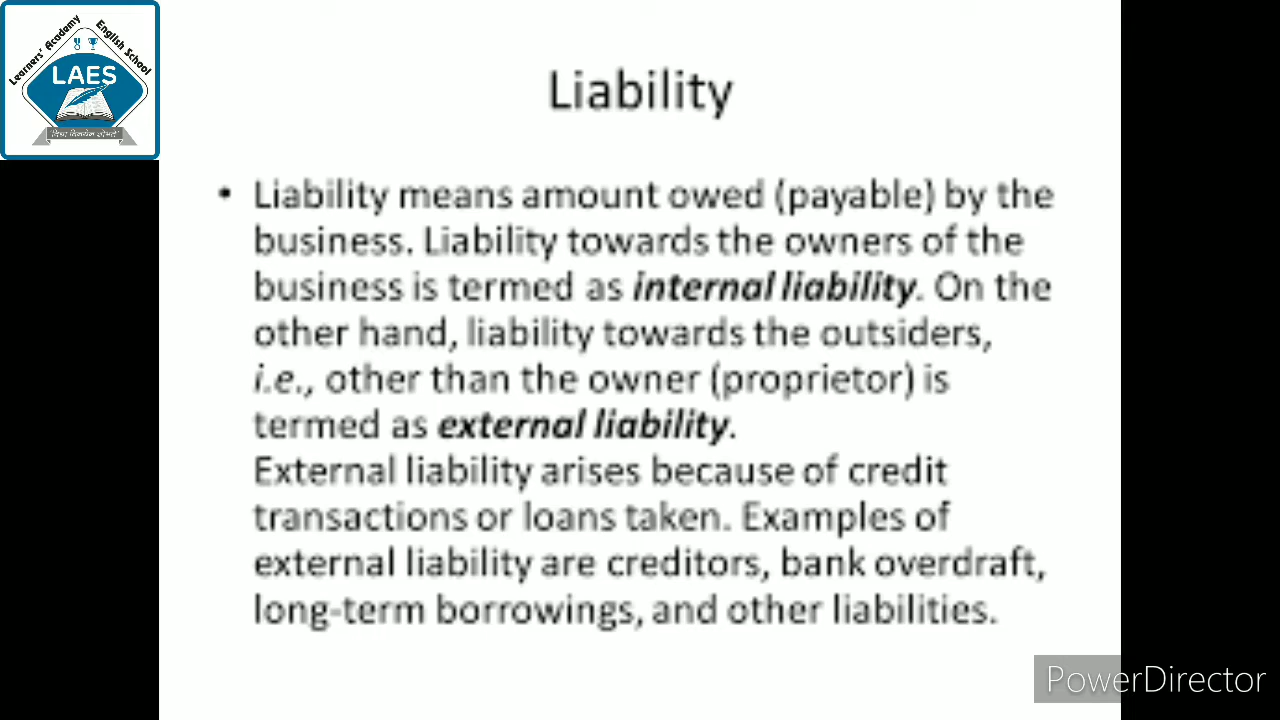 Learners' Academy English School
LAES
विद्या विनयेन शोभते
Liability
• Liability means amount owed (payable) by the
business. Liability towards the owners of the
business is termed as internal liability. On the
other hand, liability towards the outsiders,
i.e., other than the owner (proprietor) is
termed as external liability.
External liability arises because of credit
transactions or loans taken. Examples of
external liability are creditors, bank overdraft,
long-term borrowings, and other liabilities.
PowerDirector